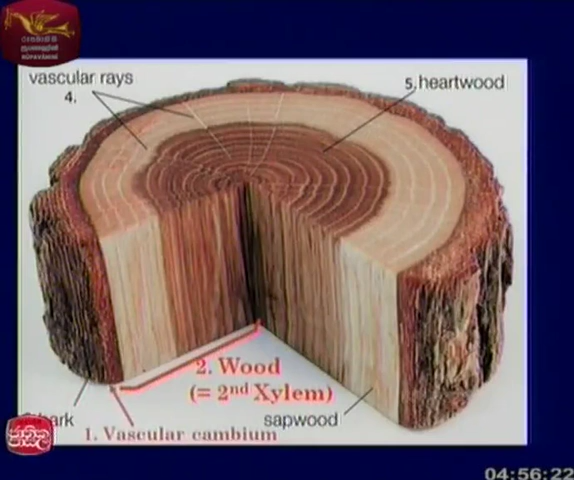 vascular rays
4.
5. heartwood
2. Wood
(= 2nd Xylem)
bark
sapwood
1. Vascular cambium
04:56:22